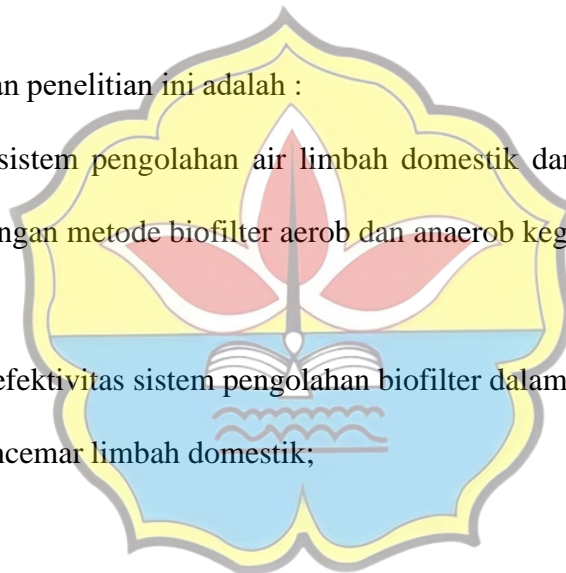 an penelitian ini adalah :
sistem pengolahan air limbah domestik dar
ngan metode biofilter aerob dan anaerob keg
efektivitas sistem pengolahan biofilter dalam
ncemar limbah domestik;